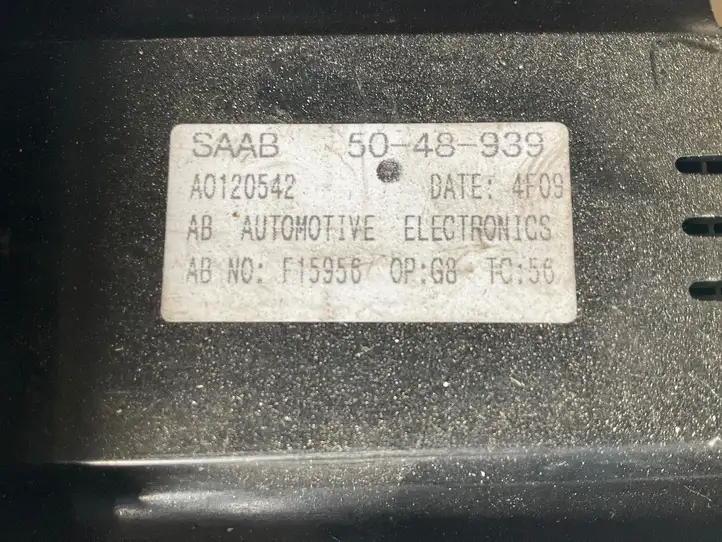 SAAB 50-48-939
A0120542 DATE: 4F09
AB AUTOMOTIVE ELECTRONICS
AB NO: F15956 OP:G8 TC:56